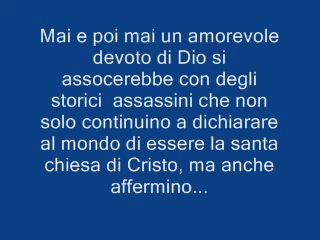 Mai e poi mai un amorevole
devoto di Dio si
assocerebbe con degli
storici  assassini che non
solo continuino a dichiarare
al mondo di essere la santa
chiesa di Cristo, ma anche
affermino...